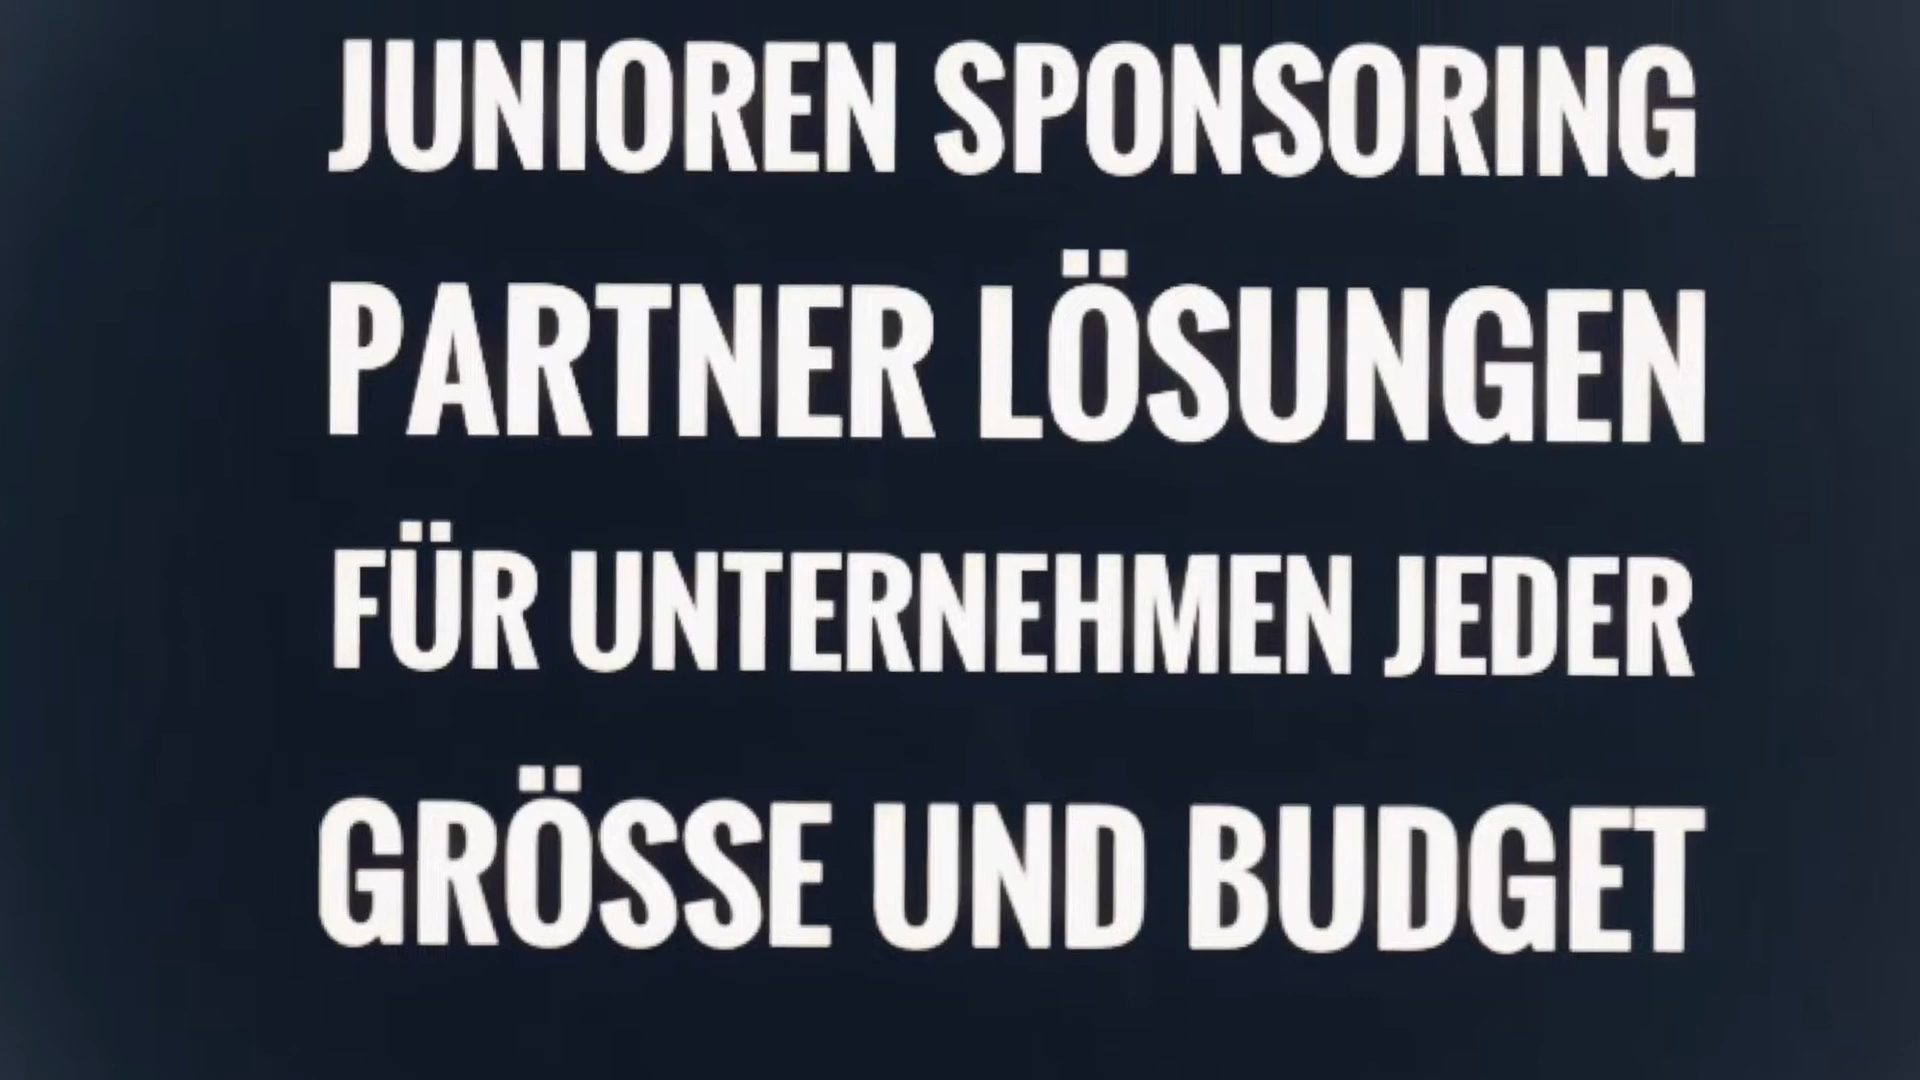 JUNIOREN SPONSORING
PARTNER LÖSUNGEN
FÜR UNTERNEHMEN JEDER
GRÖSSE UND BUDGET